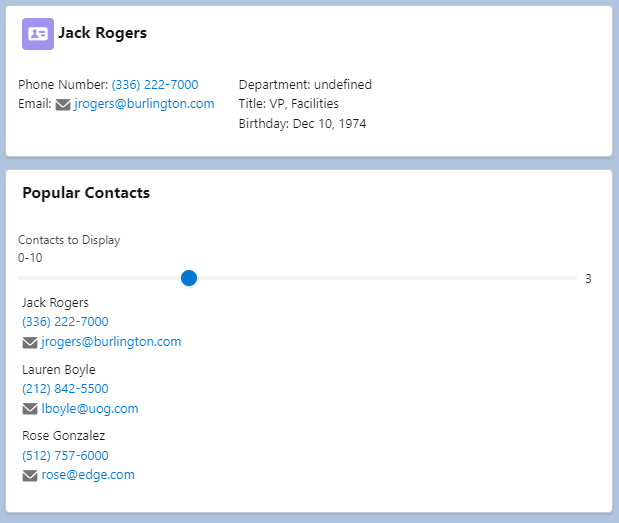 Jack Rogers
Phone Number: (336) 222-7000
Email: jrogers@burlington.com
Department: undefined
Title: VP, Facilities
Birthday: Dec 10, 1974
Popular Contacts
Contacts to Display
0-10
3
Jack Rogers
(336) 222-7000
jrogers@burlington.com
Lauren Boyle
(212) 842-5500
lboyle@uog.com
Rose Gonzalez
(512) 757-6000
rose@edge.com